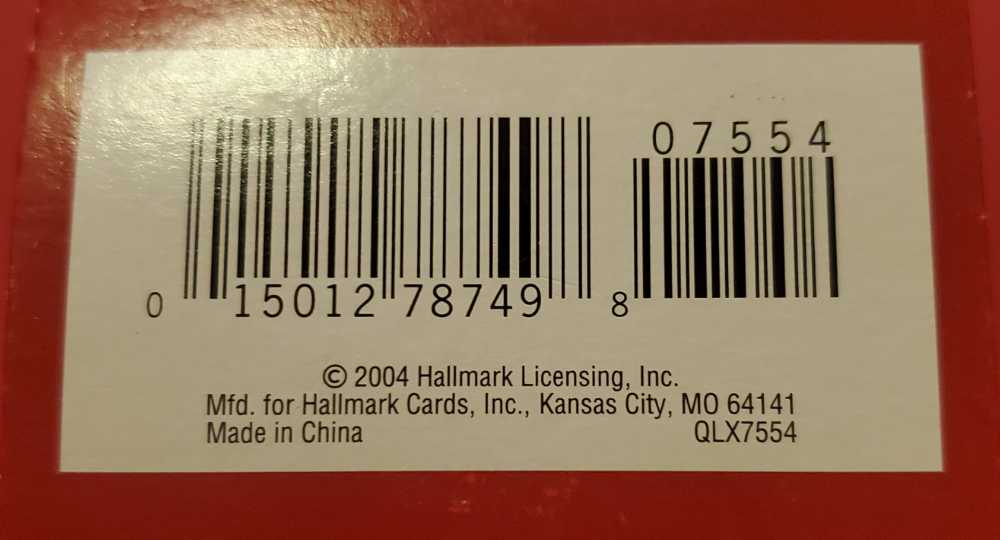 07554
0 15012 78749 8
© 2004 Hallmark Licensing, Inc.
Mfd. for Hallmark Cards, Inc., Kansas City, MO 64141
Made in China QLX7554